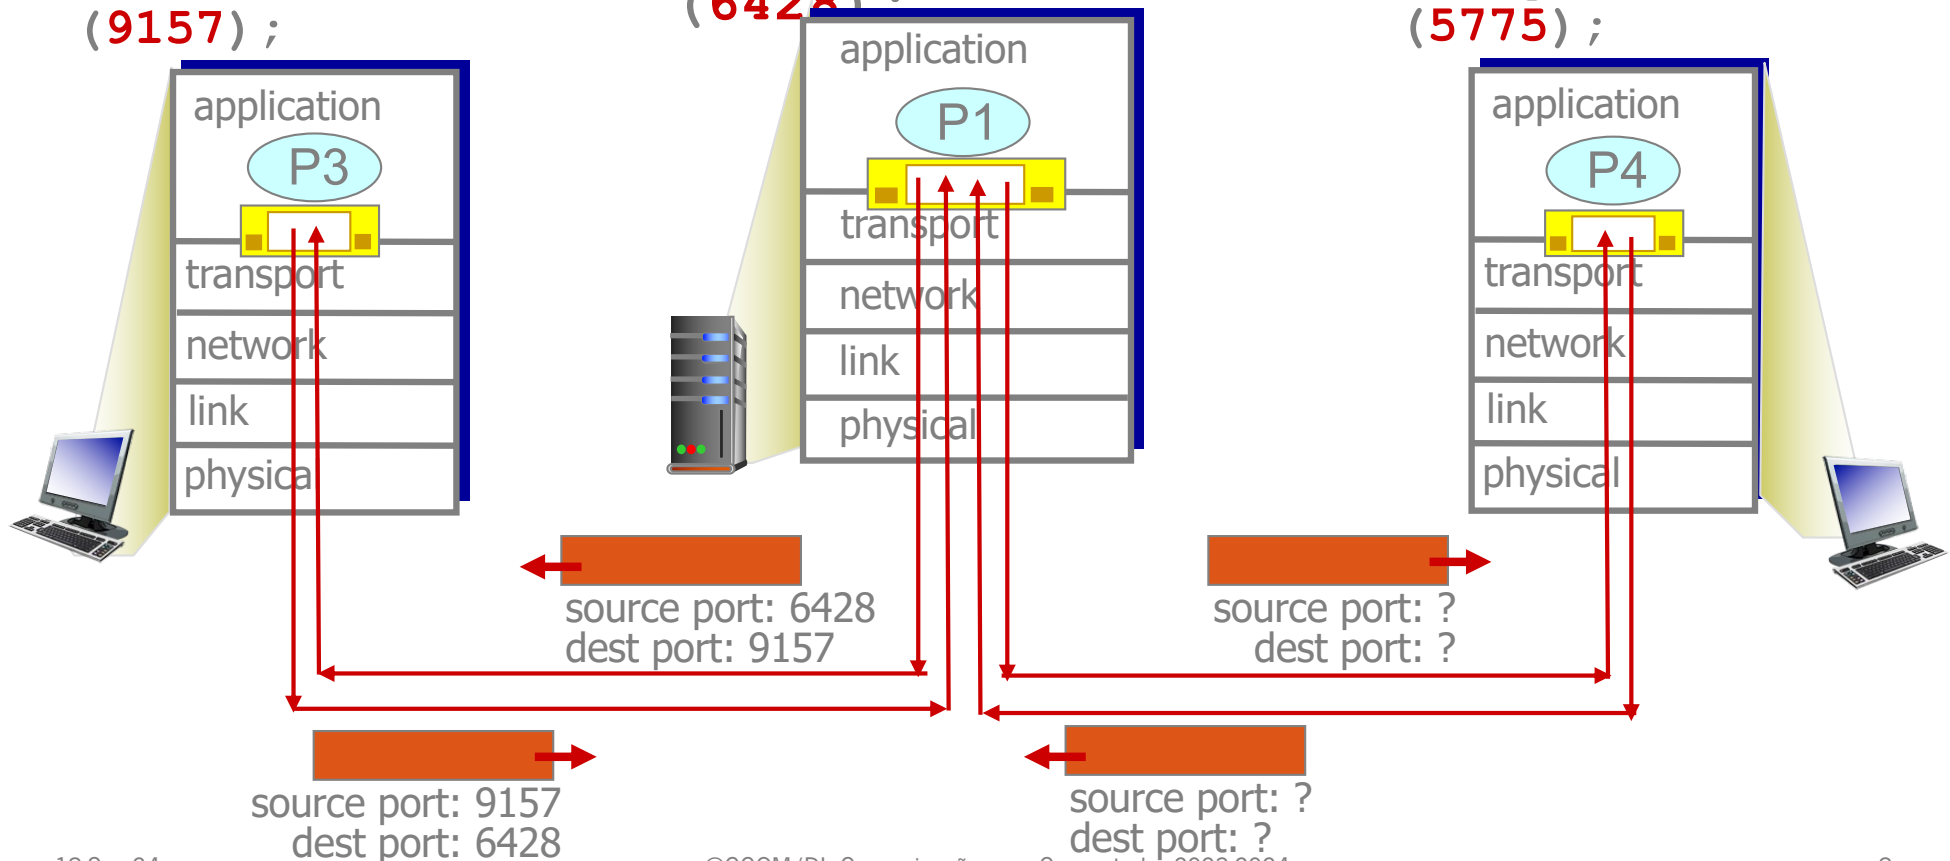 (9157);
(6428)
(5775);
application
P3
transport
network
link
physica
application
P1
transport
network
link
physical
application
P4
transport
network
link
physical
source port: 6428
dest port: 9157
source port: ?
dest port: ?
source port: 9157
dest port: 6428
source port: ?
dest port: ?